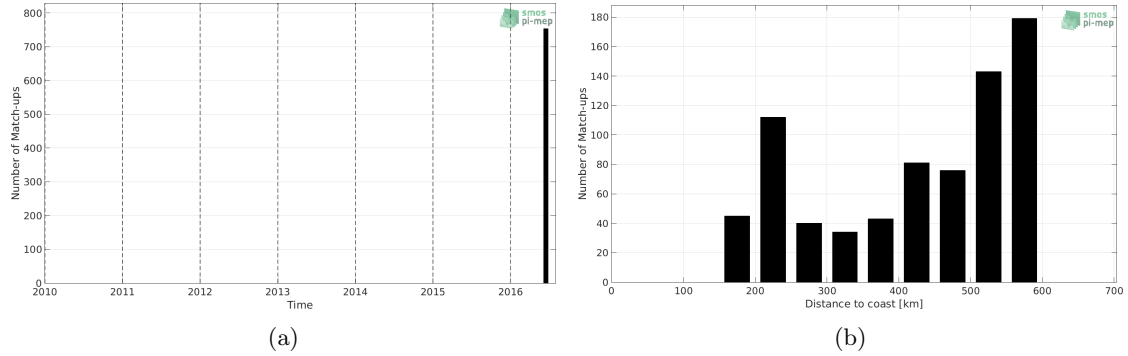 800
700
600
500
400
300
200
100
0
Number of Match-ups
2010 2011 2012 2013 2014 2015 2016
Time
smos
pi-mep
(a)
180
160
140
120
100
80
60
40
20
0
Number of Match-ups
0 100 200 300 400 500 600 700
Distance to coast [km]
smos
pi-mep
(b)